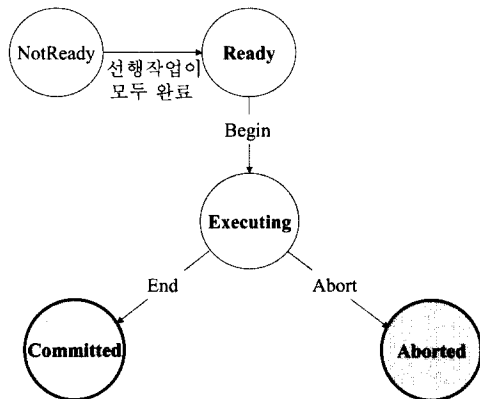 NotReady
Ready
선행작업이
모두 완료
Begin
Executing
End
Abort
Committed
Aborted